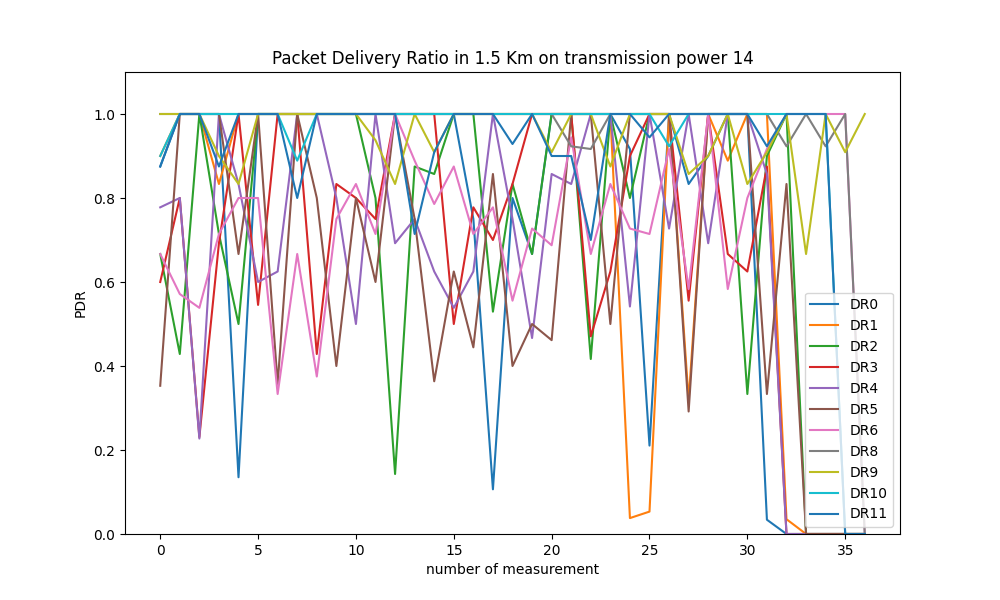 Packet Delivery Ratio in 1.5 Km on transmission power 14
PDR
1.0
0.8
0.6
0.4
0.2
0.0
0 5 10 15 20 25 30 35
number of measurement
DR0
DR1
DR2
DR3
DR4
DR5
DR6
DR8
DR9
DR10
DR11